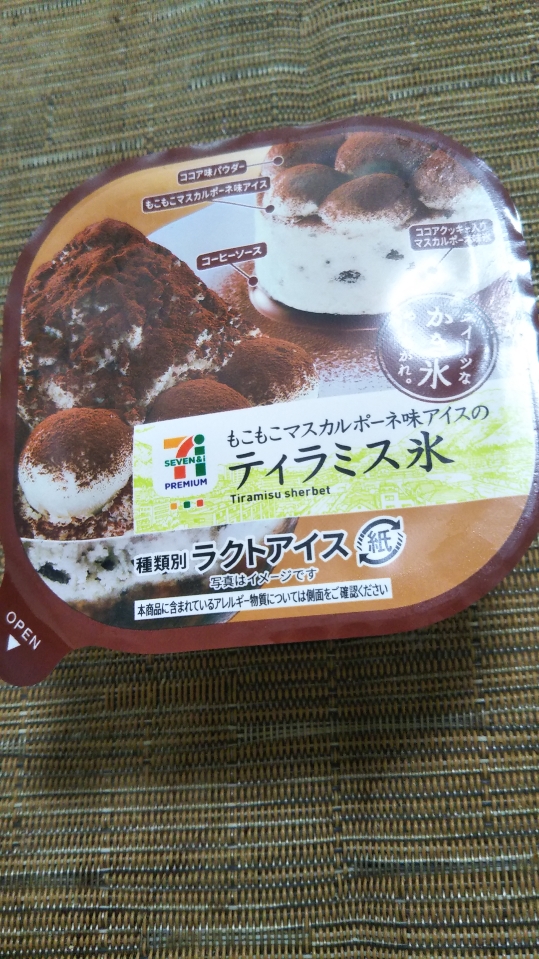 ココア味パウダー
もこもこマスカルポーネ味アイス
コーヒーソース
ココアクッキー入り
マスカルポーネ味氷
スイーツな
かき氷
SEVEN&i
PREMIUM
もこもこマスカルポーネ味アイスの
ティラミス氷
Tiramisu sherbet
種類別 ラクトアイス
紙
写真はイメージです
本商品に含まれているアレルギー物質については側面をご確認ください
OPEN